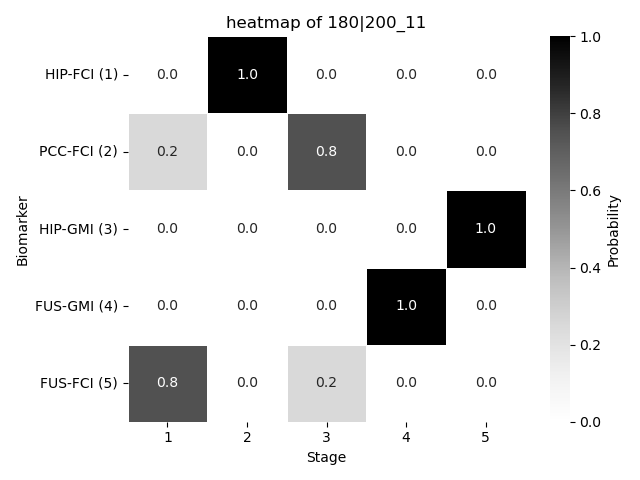 heatmap of 180|200_11
HIP-FCI (1) 0.0 1.0 0.0 0.0 0.0
PCC-FCI (2) 0.2 0.0 0.8 0.0 0.0
HIP-GMI (3) 0.0 0.0 0.0 0.0 1.0
FUS-GMI (4) 0.0 0.0 0.0 1.0 0.0
FUS-FCI (5) 0.8 0.0 0.2 0.0 0.0
1 2 3 4 5
Stage
Biomarker
1.0
0.8
0.6
0.4
0.2
0.0
Probability